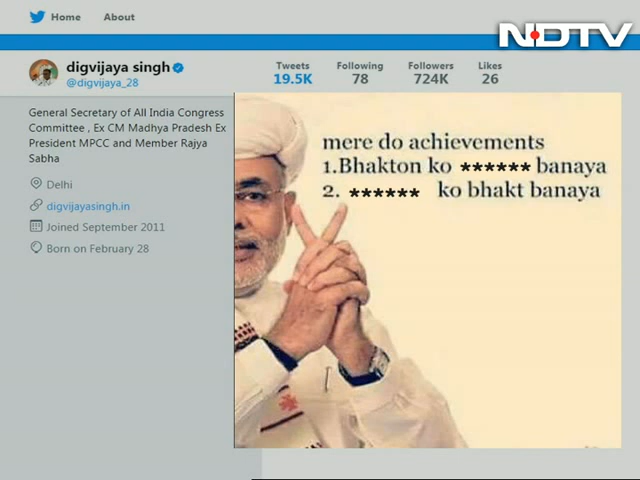 Home About
NDTV
digvijaya singh
@digvijaya_28
Tweets Following Followers Likes
19.5K 78 724K 26
General Secretary of All India Congress
Committee , Ex CM Madhya Pradesh Ex
President MPCC and Member Rajya
Sabha
Delhi
digvijayasingh.in
Joined September 2011
Born on February 28
mere do achievements
1.Bhakton ko ****** banaya
2. ****** ko bhakt banaya